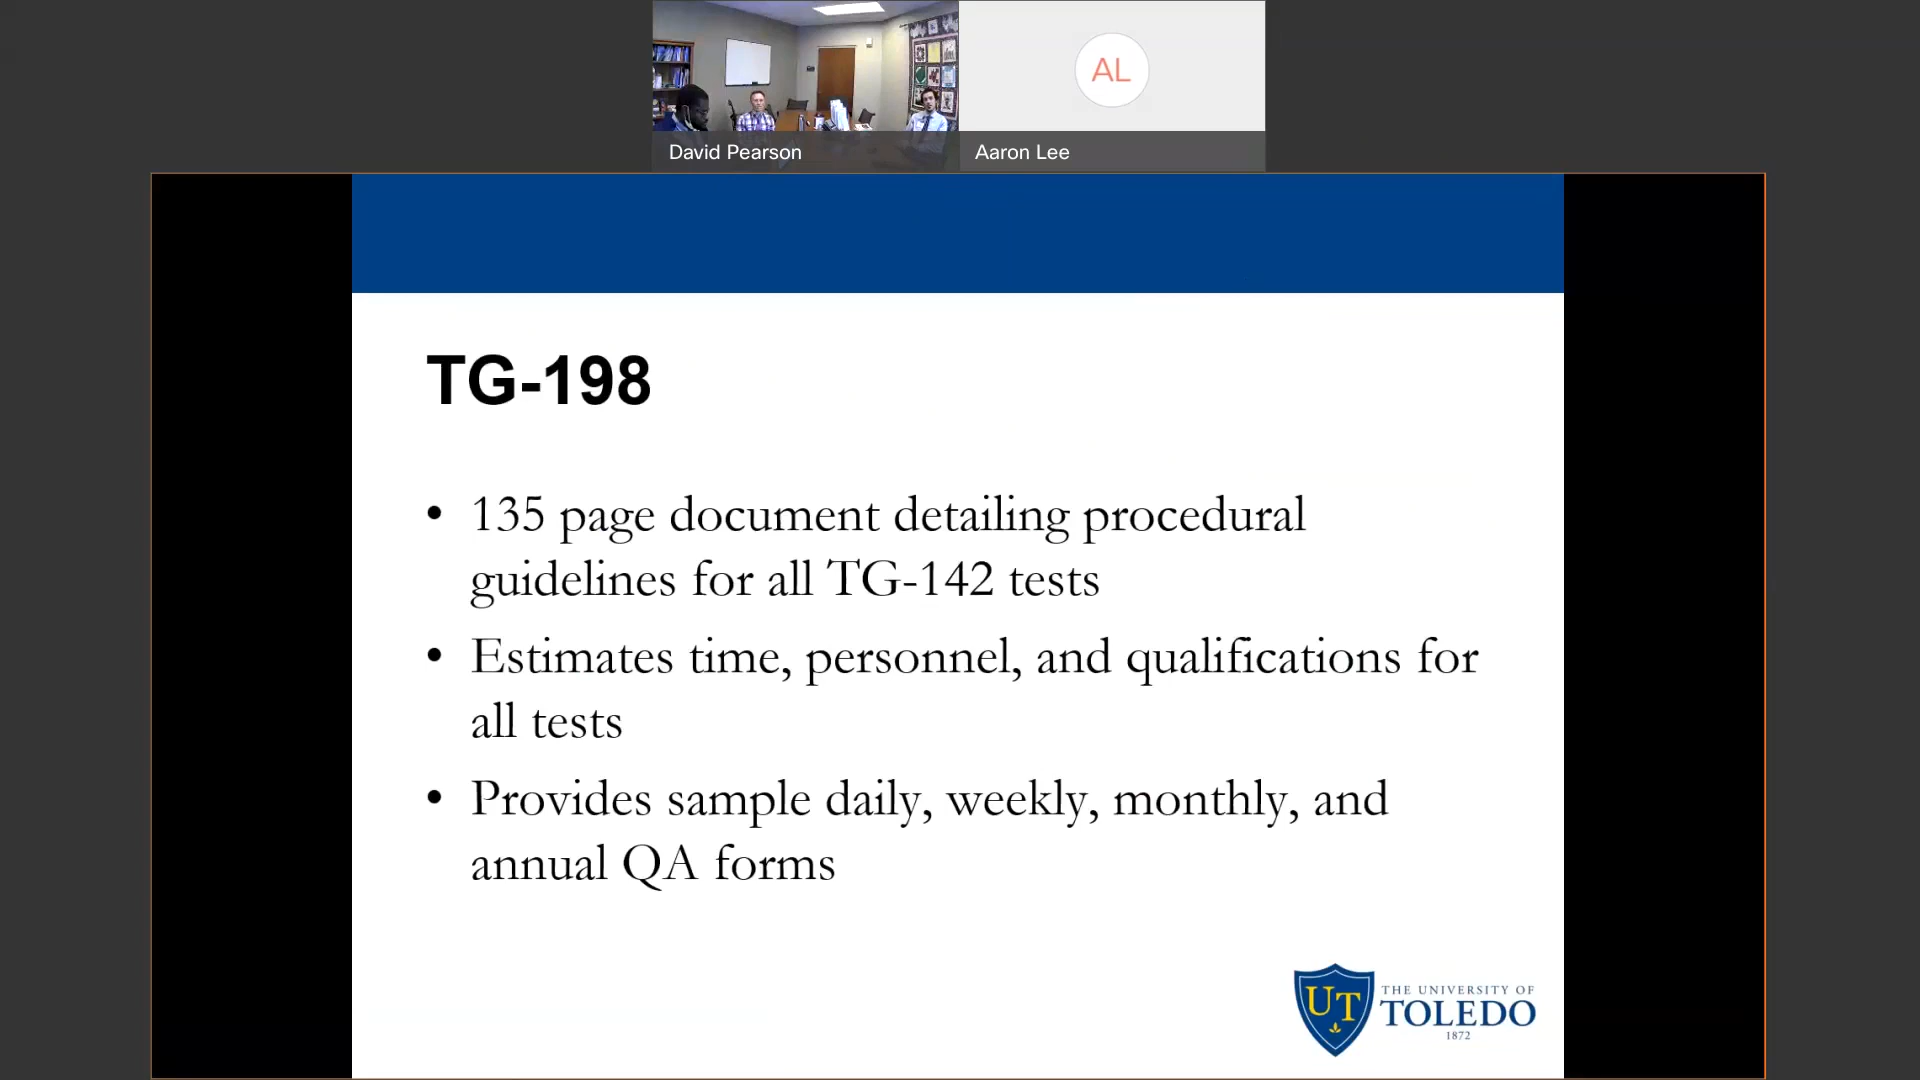 AL
David Pearson
Aaron Lee
TG-198
• 135 page document detailing procedural
guidelines for all TG-142 tests
• Estimates time, personnel, and qualifications for
all tests
• Provides sample daily, weekly, monthly, and
annual QA forms
UT
THE UNIVERSITY OF
TOLEDO
1872